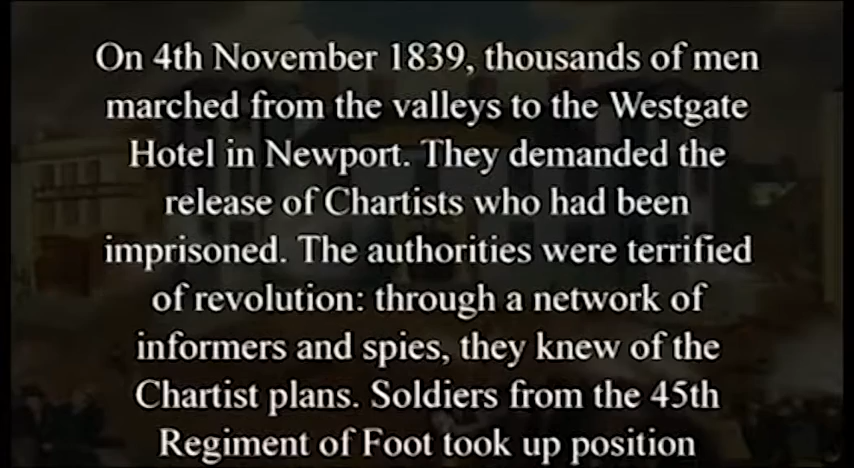 On 4th November 1839, thousands of men
marched from the valleys to the Westgate
Hotel in Newport. They demanded the
release of Chartists who had been
imprisoned. The authorities were terrified
of revolution: through a network of
informers and spies, they knew of the
Chartist plans. Soldiers from the 45th
Regiment of Foot took up position